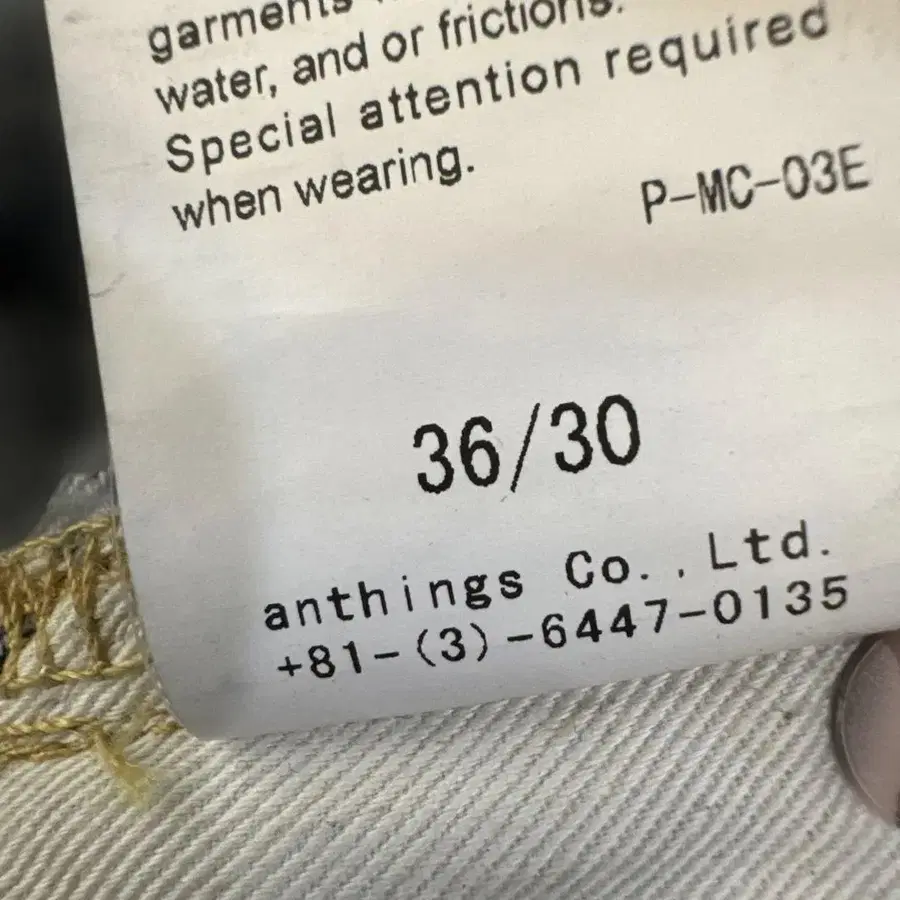 garments
water, and or frictions.
Special attention required
when wearing.
P-MC-03E
36/30
anthings Co., Ltd.
+81-(3)-6447-0135